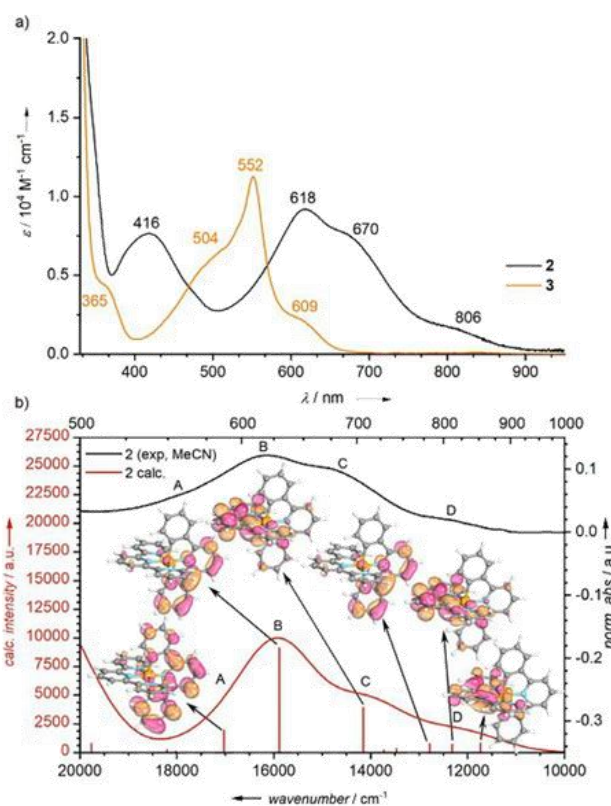 a)
2.0
1.5
1.0
0.5
0.0
ε / 10⁴ M⁻¹ cm⁻¹
416
365
504
552
609
618
670
806
2
3
400 500 600 700 800 900
λ / nm
b)
500 600 700 800 900 1000
27500
25000
22500
20000
17500
15000
12500
10000
7500
5000
2500
0
calc. intensity / a.u.
2 (exp, MeCN)
2 calc.
A B C D
0.1
0.0
-0.1
-0.2
-0.3
norm. abs / a.u.
A B C D
20000 18000 16000 14000 12000 10000
wavenumber / cm⁻¹